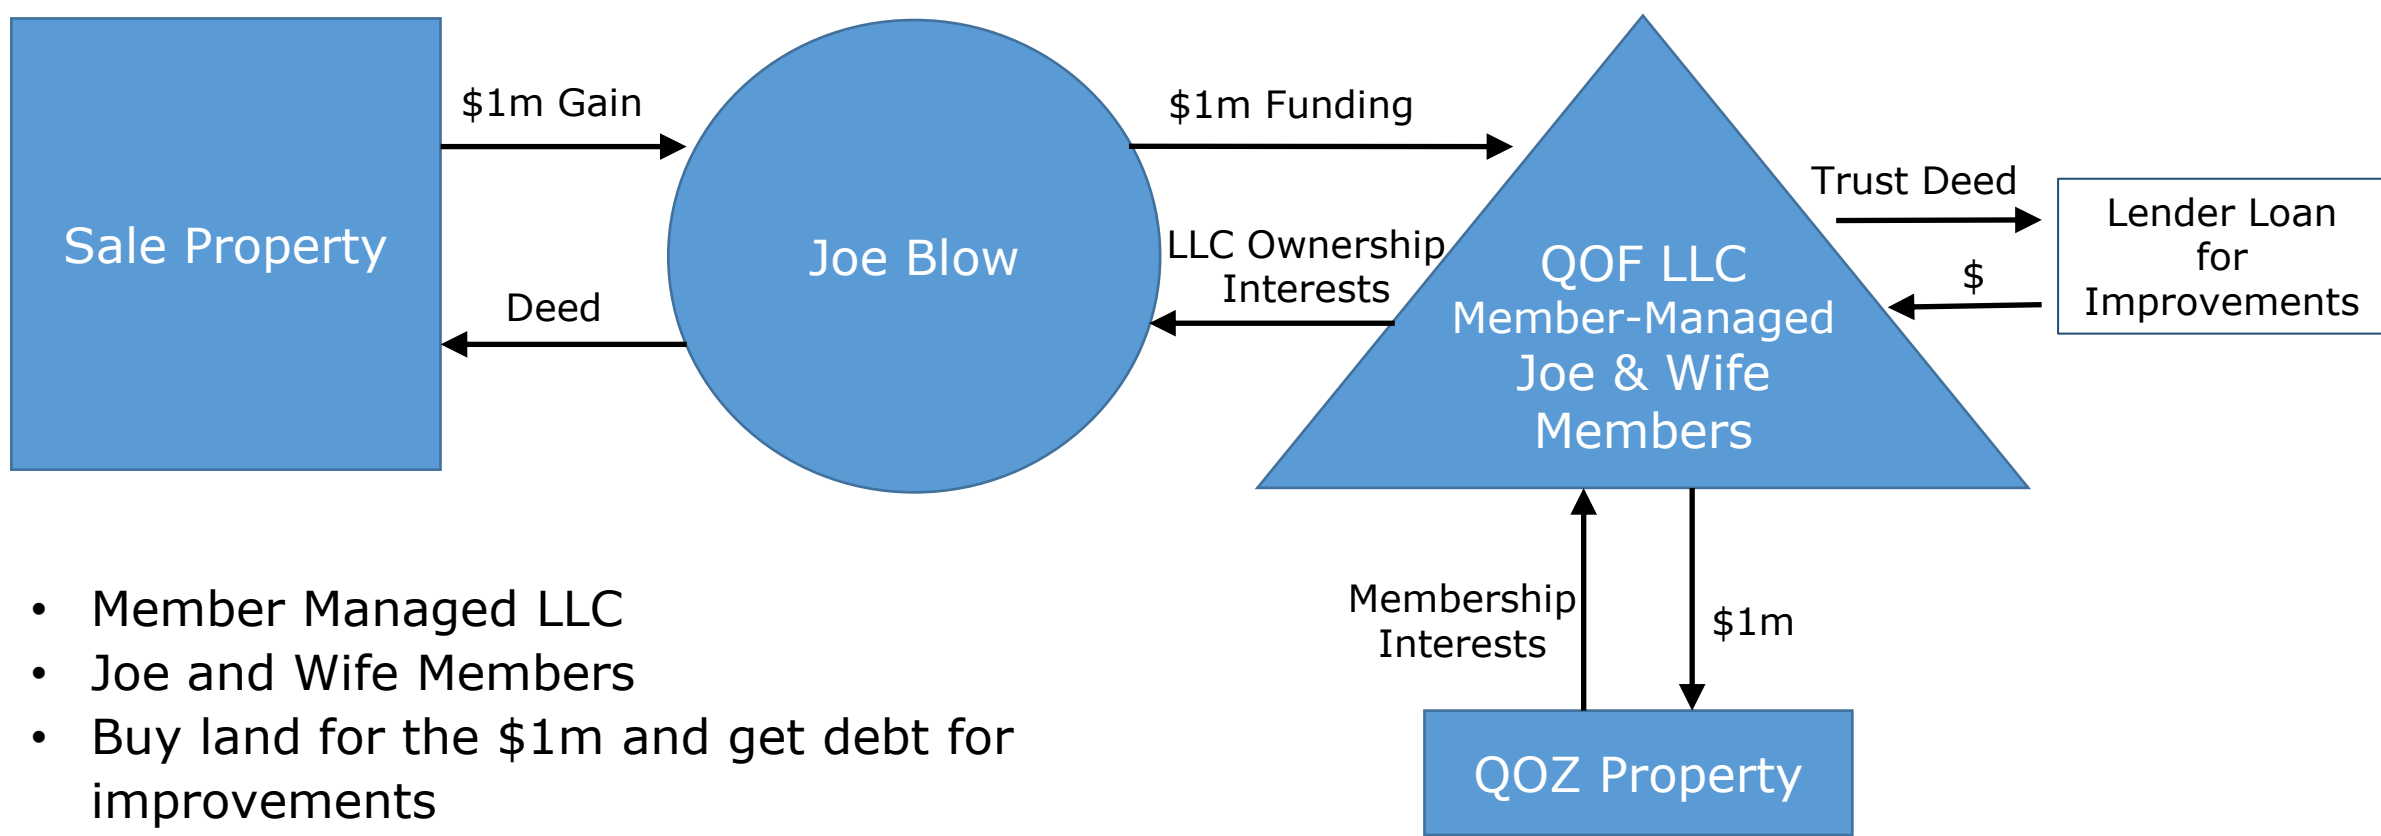 $1m Gain
$1m Funding
Trust Deed
Lender Loan
for
Improvements
Sale Property
Joe Blow
LLC Ownership
Interests
QOF LLC
Member-Managed
Joe & Wife
Members
$
Deed
• Member Managed LLC
• Joe and Wife Members
• Buy land for the $1m and get debt for
improvements
Membership
Interests
$1m
QOZ Property